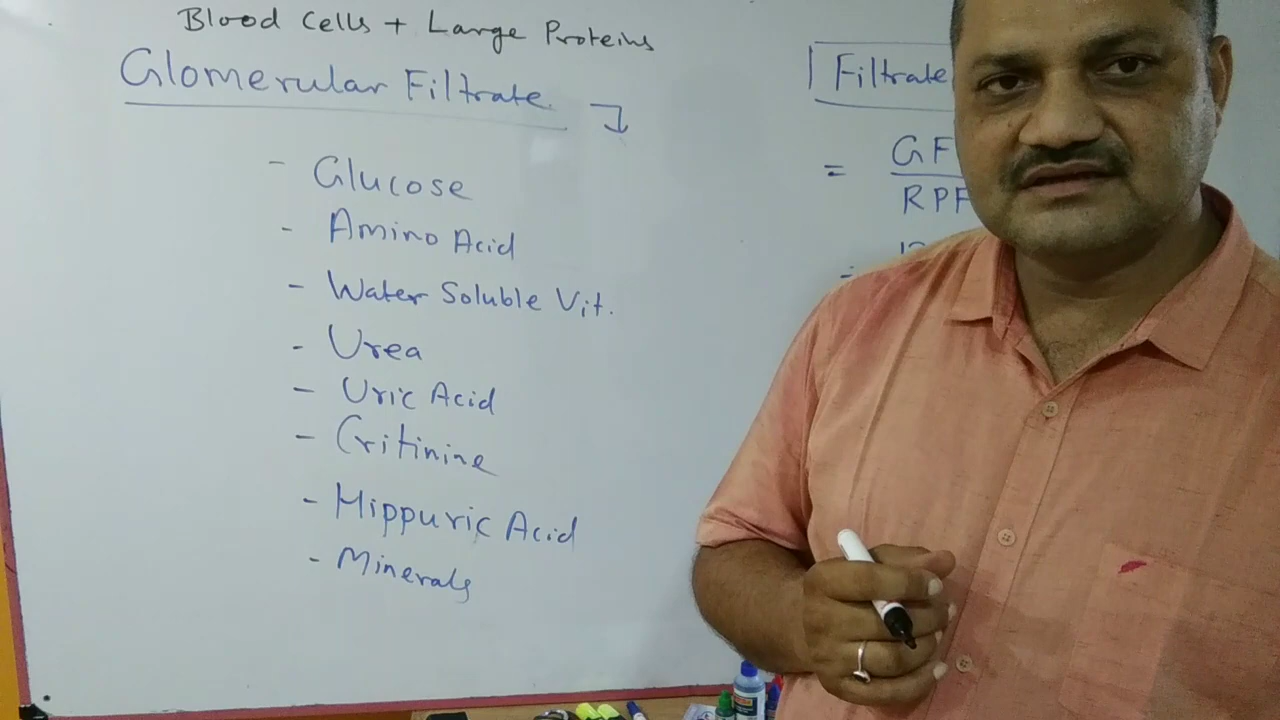 Blood Cells + Large Proteins
Glomerular Filtrate
- Glucose
- Amino Acid
- Water Soluble Vit.
- Urea
- Uric Acid
- Critinine
- Hippuric Acid
- Minerals
Filtrate
= GF
RPF